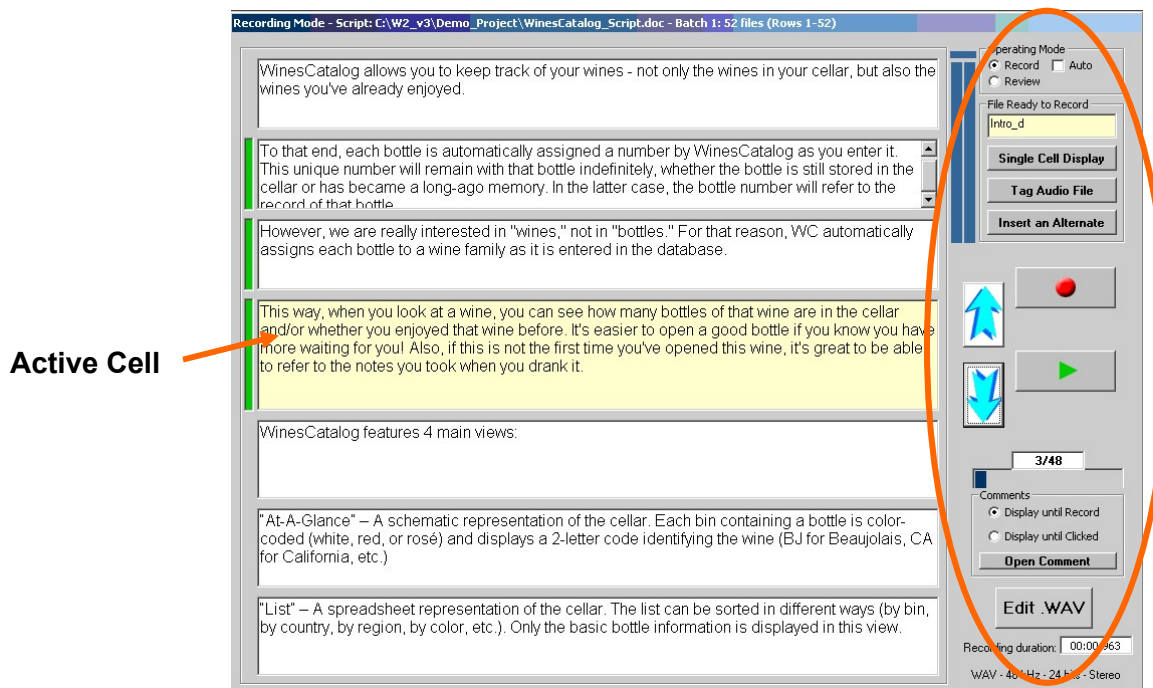 Recording Mode - Script: C:\W2_v3\Demo_Project\WinesCatalog_Script.doc - Batch 1: 52 files (Rows 1-52)
WinesCatalog allows you to keep track of your wines - not only the wines in your cellar, but also the
wines you've already enjoyed.
To that end, each bottle is automatically assigned a number by WinesCatalog as you enter it.
This unique number will remain with that bottle indefinitely, whether the bottle is still stored in the
cellar or has became a long-ago memory. In the latter case, the bottle number will refer to the
record of that bottle
However, we are really interested in "wines," not in "bottles." For that reason, WC automatically
assigns each bottle to a wine family as it is entered in the database.
Active Cell
This way, when you look at a wine, you can see how many bottles of that wine are in the cellar
and/or whether you enjoyed that wine before. It's easier to open a good bottle if you know you have
more waiting for you! Also, if this is not the first time you've opened this wine, it's great to be able
to refer to the notes you took when you drank it.
WinesCatalog features 4 main views:
"At-A-Glance" – A schematic representation of the cellar. Each bin containing a bottle is color-
coded (white, red, or rosé) and displays a 2-letter code identifying the wine (BJ for Beaujolais, CA
for California, etc.)
"List" – A spreadsheet representation of the cellar. The list can be sorted in different ways (by bin,
by country, by region, by color, etc.). Only the basic bottle information is displayed in this view.
Operating Mode
Record Auto
Review
File Ready to Record
Intro_d
Single Cell Display
Tag Audio File
Insert an Alternate
3/48
Comments
Display until Record
Display until Clicked
Open Comment
Edit .WAV
Recording duration:
WAV - - 24 bits - Stereo